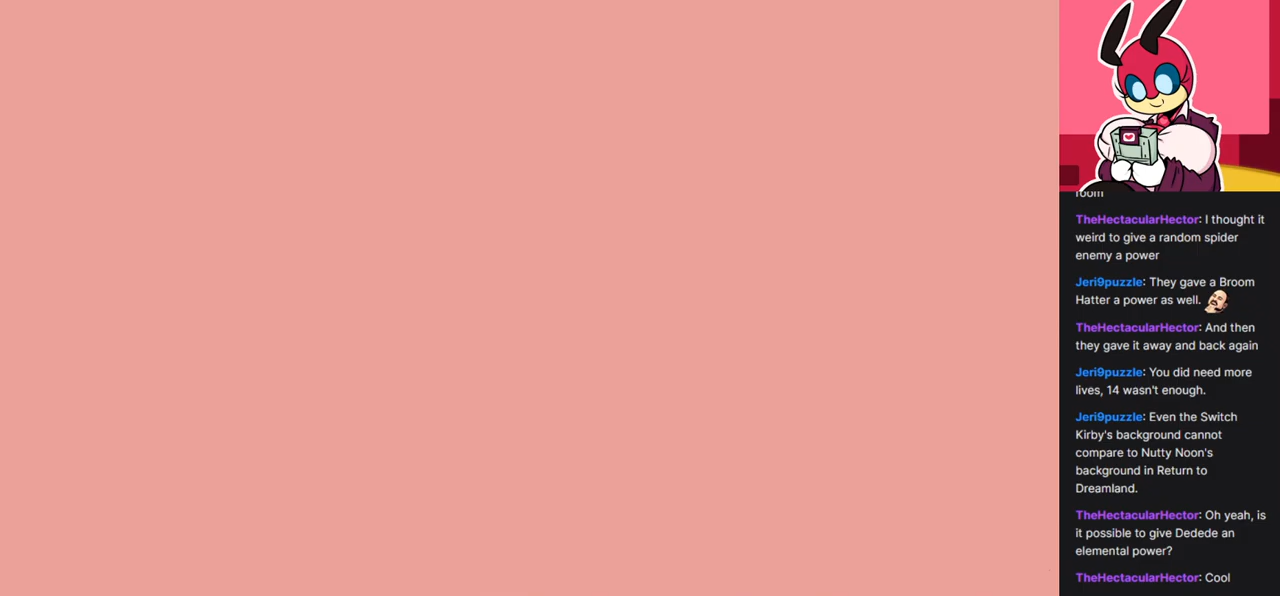 room
TheHectacularHector: I thought it
weird to give a random spider
enemy a power
Jeri9puzzle: They gave a Broom
Hatter a power as well.
TheHectacularHector: And then
they gave it away and back again
Jeri9puzzle: You did need more
lives, 14 wasn't enough.
Jeri9puzzle: Even the Switch
Kirby's background cannot
compare to Nutty Noon's
background in Return to
Dreamland.
TheHectacularHector: Oh yeah, is
it possible to give Dedede an
elemental power?
TheHectacularHector: Cool